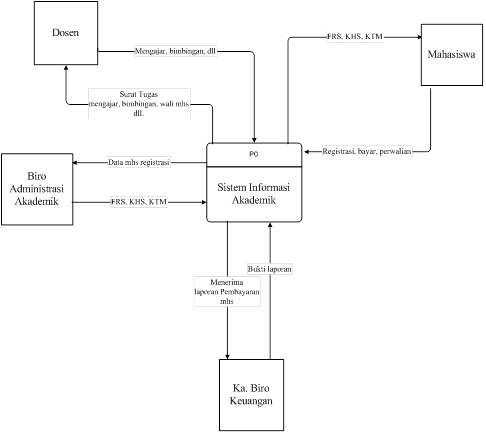 Dosen
Mengajar, bimbingan, dll
FRS, KHS, KTM
Mahasiswa
Surat Tugas
mengajar, bimbingan, wali mhs
dll.
P0
Registrasi, bayar, perwalian
Biro
Administrasi
Akademik
Data mhs registrasi
Sistem Informasi
Akademik
FRS, KHS, KTM
Bukti laporan
Menerima
laporan Pembayaran
mhs
Ka. Biro
Keuangan